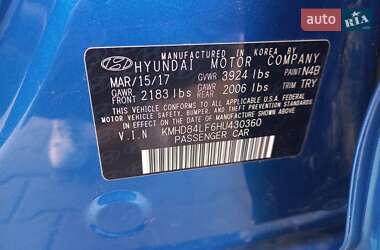 auto RIA
MANUFACTURED IN KOREA BY
HYUNDAI MOTOR COMPANY
MAR/15/17 GVWR 3924 lbs PAINT N4B
GAWR FRONT 2183 lbs GAWR REAR 2006 lbs TRIM TRY
THIS VEHICLE CONFORMS TO ALL APPLICABLE U.S. FEDERAL
MOTOR VEHICLE SAFETY, BUMPER, AND THEFT PREVENTION
STANDARDS IN EFFECT ON THE DATE OF MANUFACTURE SHOWN ABOVE.
V.I.N KMHD84LF6HU430360
PASSENGER CAR